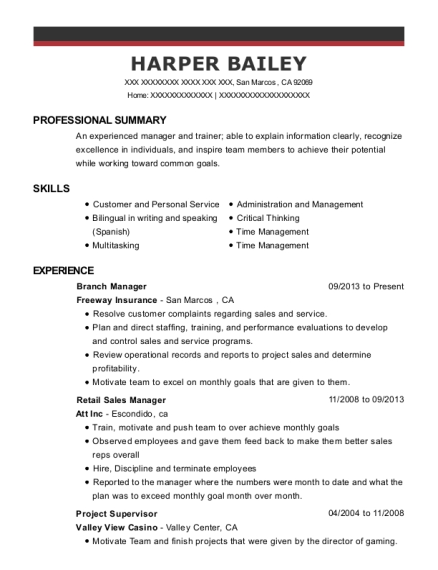 HARPER BAILEY
XXX XXXXXXXX XXXX XXX XXX, San Marcos , CA 92069
Home: XXXXXXXXXXXXX | XXXXXXXXXXXXXXXXXXX
PROFESSIONAL SUMMARY
An experienced manager and trainer; able to explain information clearly, recognize
excellence in individuals, and inspire team members to achieve their potential
while working toward common goals.
SKILLS
• Customer and Personal Service
• Bilingual in writing and speaking
(Spanish)
• Multitasking
• Administration and Management
• Critical Thinking
• Time Management
• Time Management
EXPERIENCE
Branch Manager 09/2013 to Present
Freeway Insurance - San Marcos , CA
• Resolve customer complaints regarding sales and service.
• Plan and direct staffing, training, and performance evaluations to develop
and control sales and service programs.
• Review operational records and reports to project sales and determine
profitability.
• Motivate team to excel on monthly goals that are given to them.
Retail Sales Manager 11/2008 to 09/2013
Att Inc - Escondido, ca
• Train, motivate and push team to over achieve monthly goals
• Observed employees and gave them feed back to make them better sales
reps overall
• Hire, Discipline and terminate employees
• Reported to the manager where the numbers were month to date and what the
plan was to exceed monthly goal month over month.
Project Supervisor 04/2004 to 11/2008
Valley View Casino - Valley Center, CA
• Motivate Team and finish projects that were given by the director of gaming.